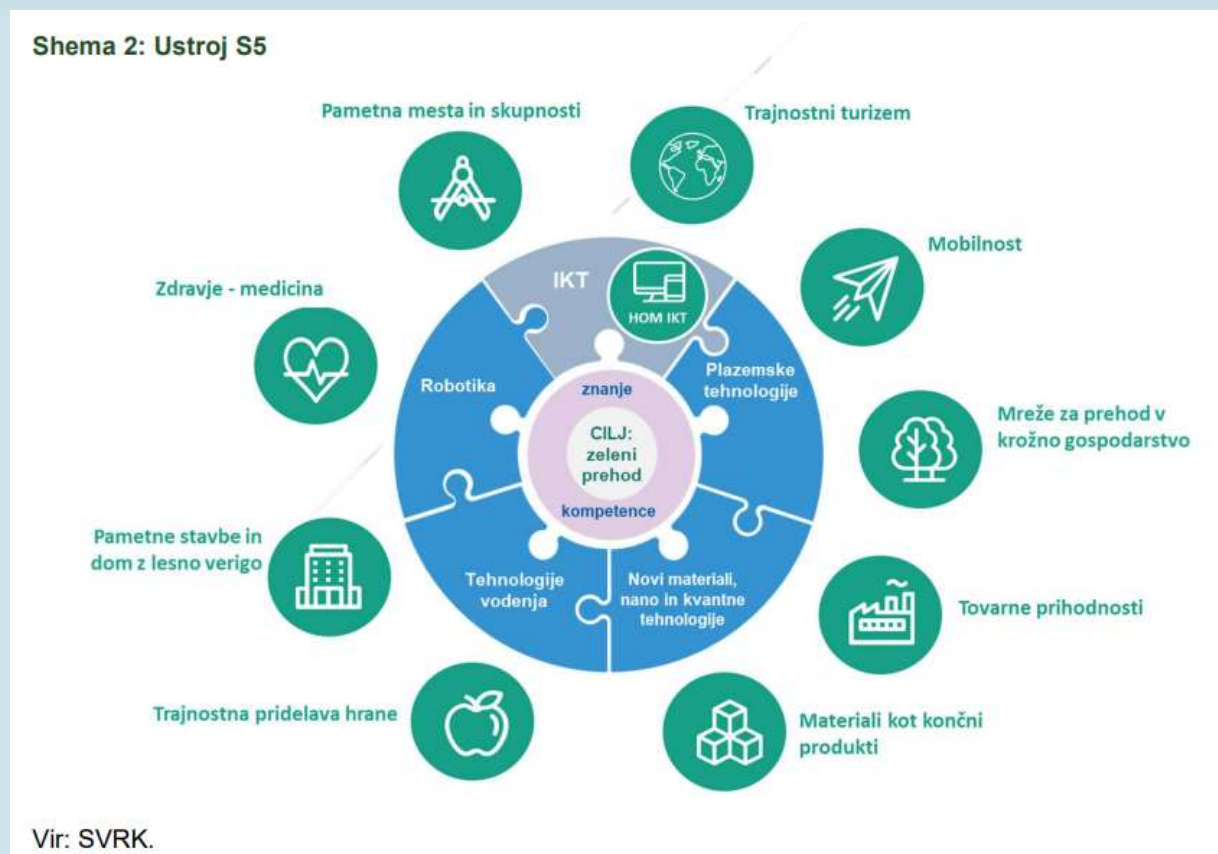 Shema 2: Ustroj S5
Pametna mesta in skupnosti
Trajnostni turizem
Zdravje - medicina
Mobilnost
IKT
HOM IKT
Robotika
Plazemske
tehnologije
znanje
CILJ:
zeleni
prehod
kompetence
Mreže za prehod v
krožno gospodarstvo
Pametne stavbe in
dom z lesno verigo
Tehnologije
vodenja
Novi materiali,
nano in kvantne
tehnologije
Tovarne prihodnosti
Trajnostna pridelava hrane
Materiali kot končni
produkti
Vir: SVRK.